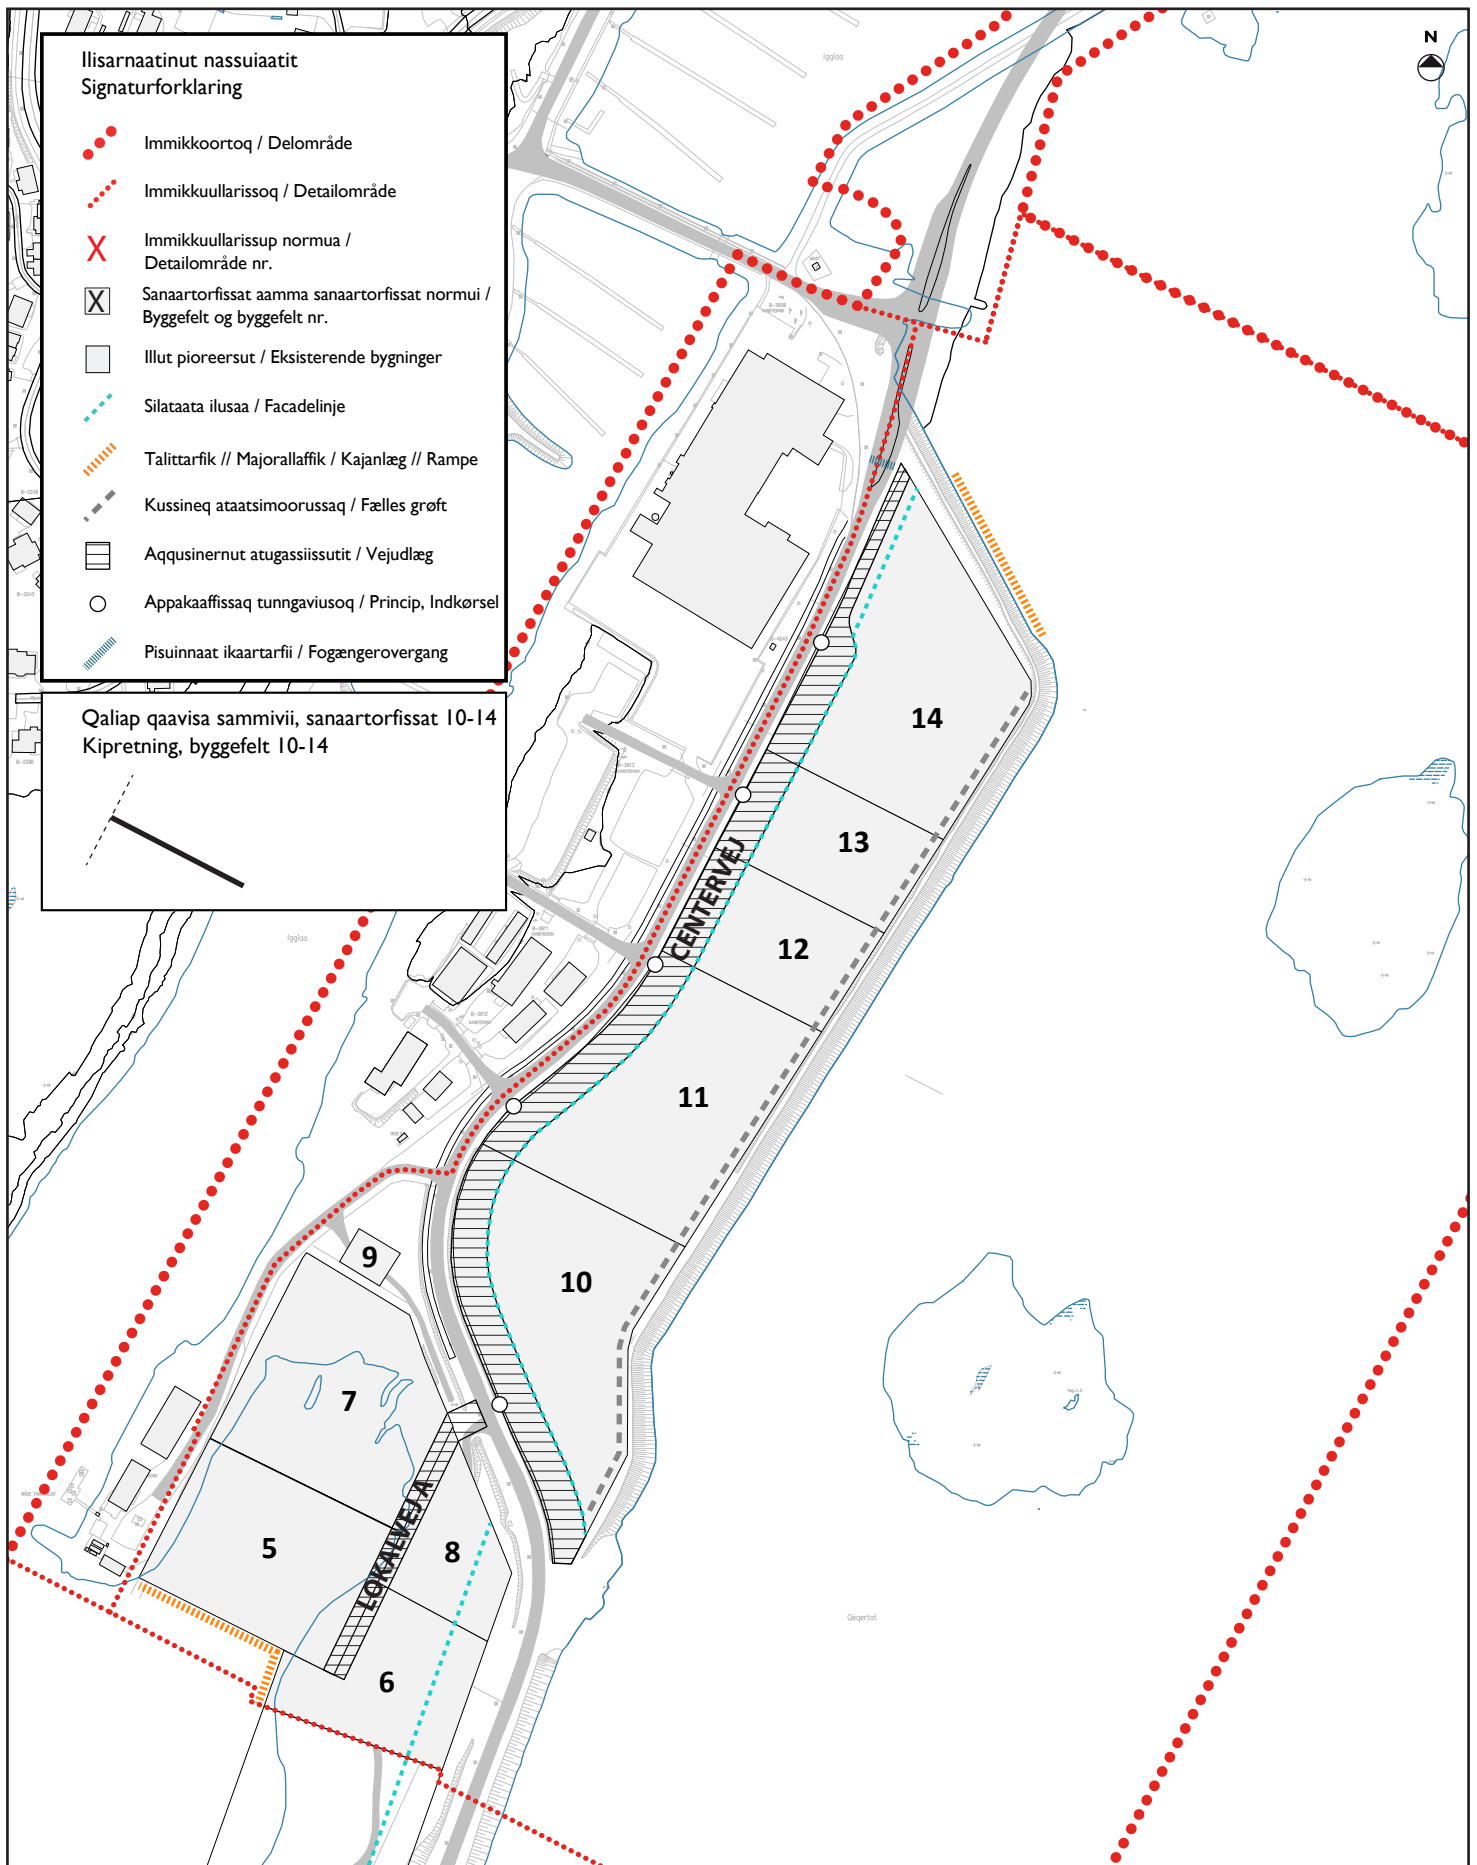 Ilisarnaatinut nassuiaatit
Signaturforklaring
Immikkoortoq / Delområde
Immikkuullarissoq / Detailområde
X
Immikkuullarissup normua /
Detailområde nr.
X
Sanaartorfissat aamma sanaartorfissat normui /
Byggefelt og byggefelt nr.
Illut pioreersut / Eksisterende bygninger
Silataata ilusaa / Facadelinje
Talittarfik // Majorallaffik / Kajanlæg // Rampe
Kussineq ataatsimoorussaq / Fælles grøft
Aqqusinernut atugassiissutit / Vejudlæg
Appakaaffissaq tunngaviusoq / Princip, Indkørsel
Pisuinnaat ikaartarfii / Fogængerovergang
Qaliap qaavisa sammivii, sanaartorfissat 10-14
Kipretning, byggefelt 10-14
N
Igglaa
14
13
CENTERVEJ
12
Igglaa
11
9
10
7
5
LOKALVEJ A
8
Qeqertat
6